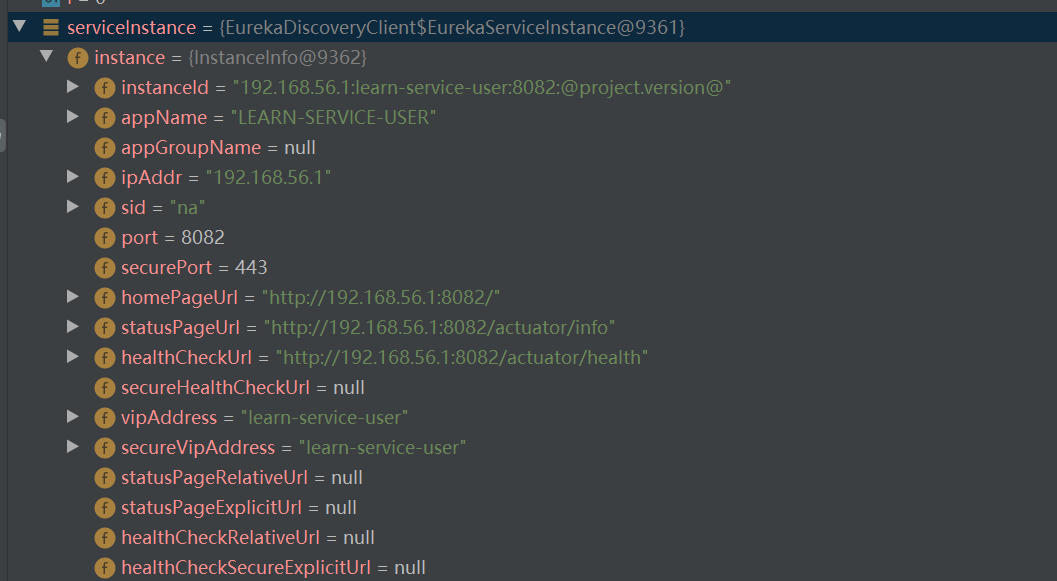 serviceInstance = {EurekaDiscoveryClient$EurekaServiceInstance@9361}
f instance = {InstanceInfo@9362}
f instanceId = "192.168.56.1:learn-service-user:8082:@project.version@"
f appName = "LEARN-SERVICE-USER"
f appGroupName = null
f ipAddr = "192.168.56.1"
f sid = "na"
f port = 8082
f securePort = 443
f homePageUrl = "http://192.168.56.1:8082/"
f statusPageUrl = "http://192.168.56.1:8082/actuator/info"
f healthCheckUrl = "http://192.168.56.1:8082/actuator/health"
f secureHealthCheckUrl = null
f vipAddress = "learn-service-user"
f secureVipAddress = "learn-service-user"
f statusPageRelativeUrl = null
f statusPageExplicitUrl = null
f healthCheckRelativeUrl = null
f healthCheckSecureExplicitUrl = null